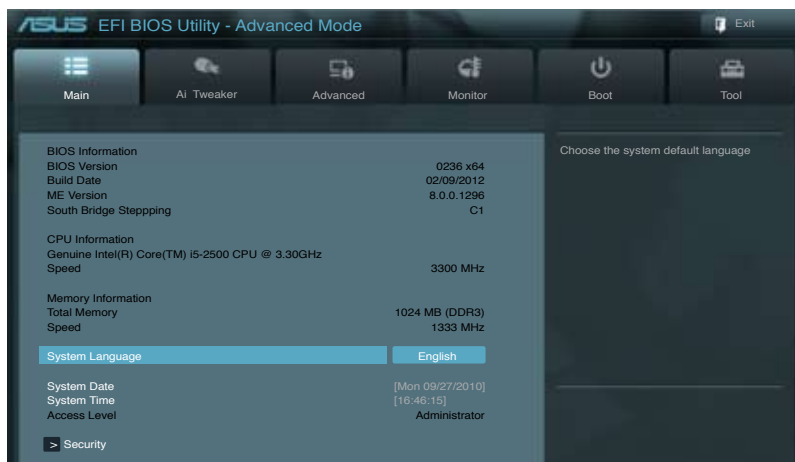 ASUS EFI BIOS Utility - Advanced Mode
Exit
Main
Ai Tweaker
Advanced
Monitor
Boot
Tool
BIOS Information
BIOS Version 0236 x64
Build Date 02/09/2012
ME Version 8.0.0.1296
South Bridge Steppping C1
CPU Information
Genuine Intel(R) Core(TM) i5-2500 CPU @ 3.30GHz
Speed 3300 MHz
Memory Information
Total Memory 1024 MB (DDR3)
Speed 1333 MHz
System Language English
System Date [Mon 09/27/2010]
System Time [16:46:15]
Access Level Administrator
> Security
Choose the system default language